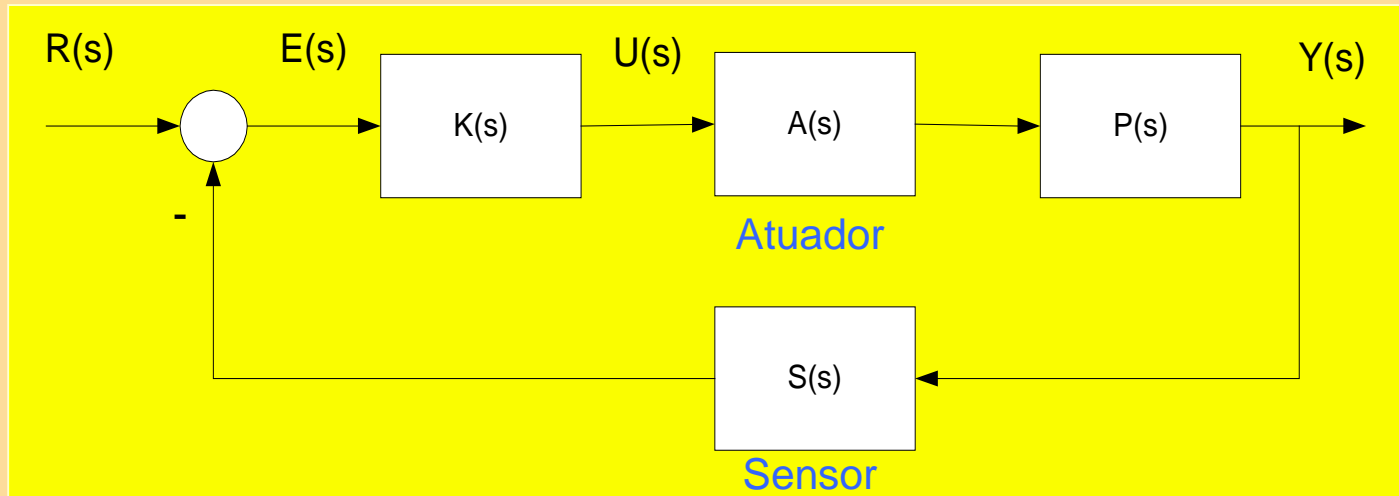 R(s)
E(s)
U(s)
Y(s)
K(s)
A(s)
P(s)
-
Atuador
S(s)
Sensor